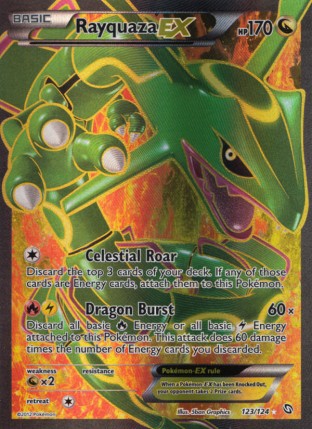 BASIC Rayquaza EX HP170
Celestial Roar
Discard the top 3 cards of your deck. If any of those
cards are Energy cards, attach them to this Pokémon.
Dragon Burst 60×
Discard all basic Energy or all basic Energy
attached to this Pokémon. This attack does 60 damage
times the number of Energy cards you discarded.
weakness resistance
×2
retreat
Pokémon-EX rule
When a Pokémon-EX has been Knocked Out,
your opponent takes 2 Prize cards.
©2012 Pokémon Illus. 5ban Graphics 123/124